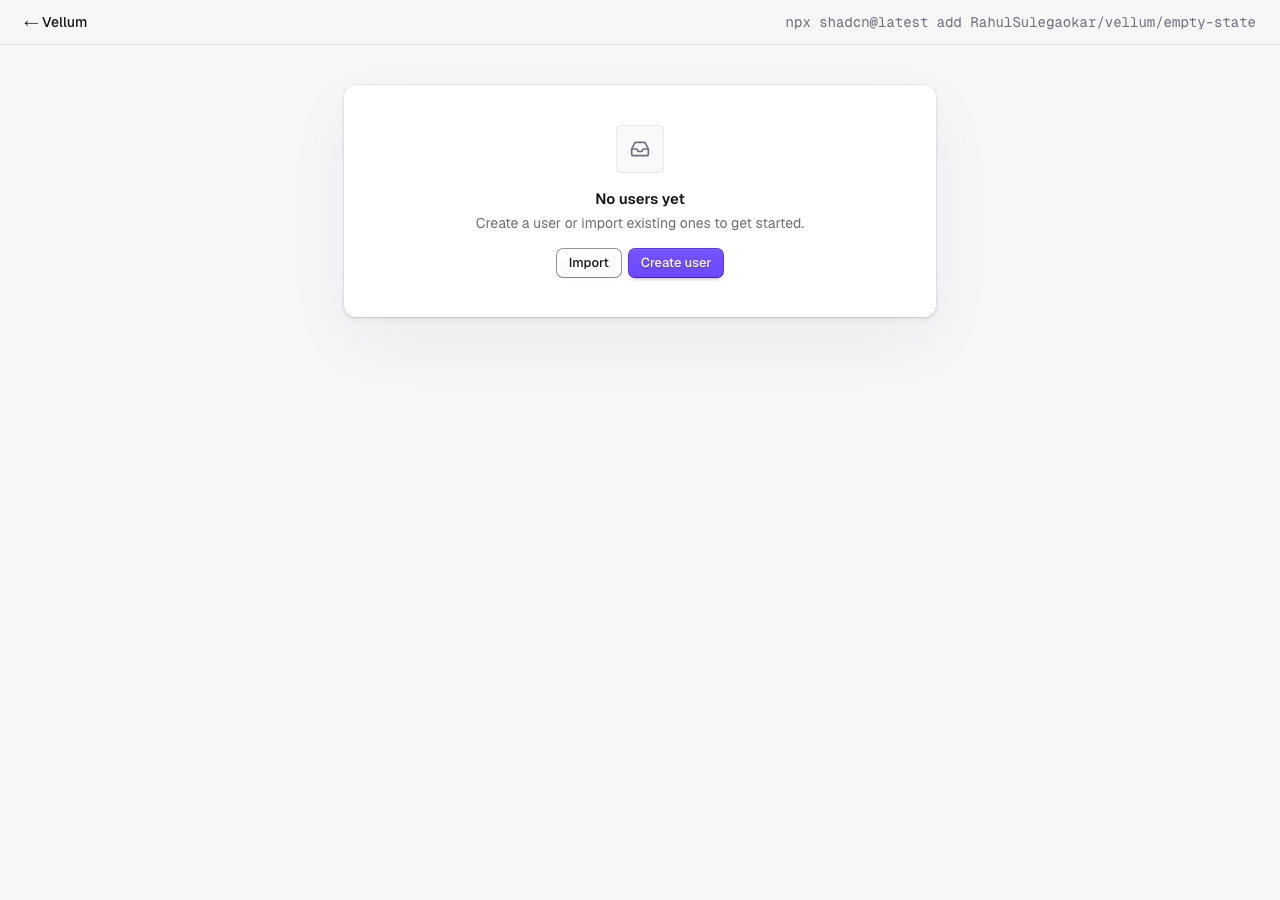 ← Vellum
npx shadcn@latest add RahulSulegaokar/vellum/empty-state
No users yet
Create a user or import existing ones to get started.
Import
Create user